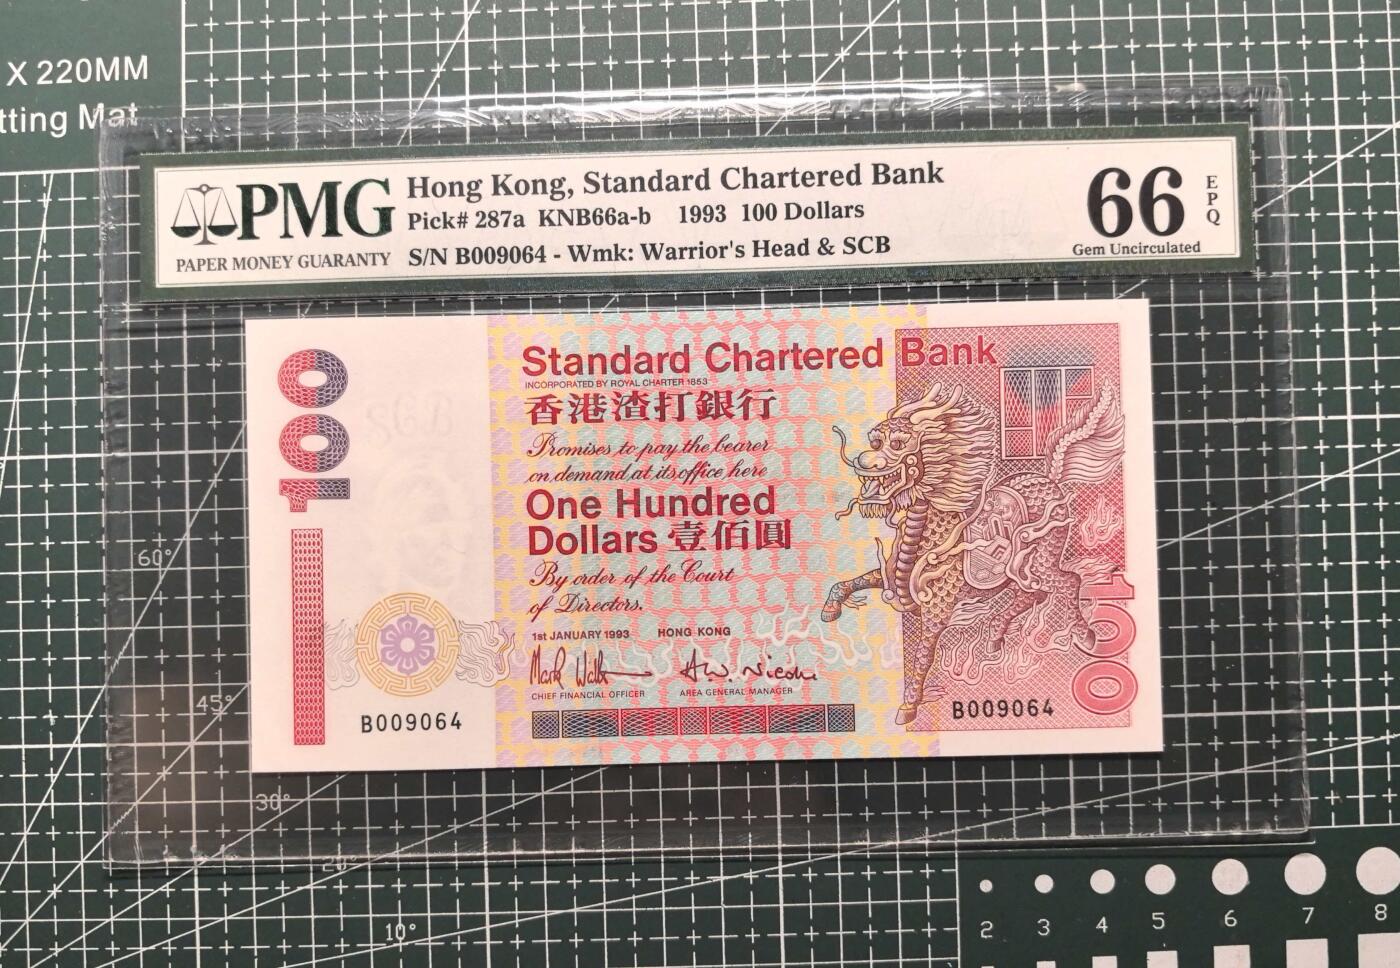 X 220MM
tting Mat
PMG
PAPER MONEY GUARANTY
Hong Kong, Standard Chartered Bank
Pick# 287a KNB66a-b 1993 100 Dollars
S/N B009064 - Wmk: Warrior's Head & SCB
66
EPQ
Gem Uncirculated
100
Standard Chartered Bank
INCORPORATED BY ROYAL CHARTER 1853
香港渣打銀行
Promises to pay the bearer
on demand at its office here
One Hundred
Dollars 壹佰圓
By order of the Court
of Directors.
1st JANUARY 1993 HONG KONG
CHIEF FINANCIAL OFFICER AREA GENERAL MANAGER
B009064
B009064
100
60°
45°
30°
20°
10°
2 3 4 5 6 7 8